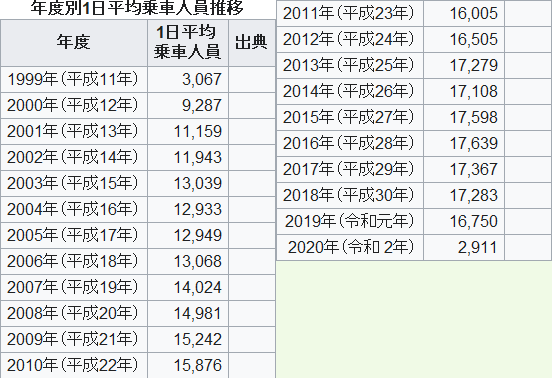 年度別1日平均乗車人員推移
年度 1日平均乗車人員 出典
1999年(平成11年) 3,067
2000年(平成12年) 9,287
2001年(平成13年) 11,159
2002年(平成14年) 11,943
2003年(平成15年) 13,039
2004年(平成16年) 12,933
2005年(平成17年) 12,949
2006年(平成18年) 13,068
2007年(平成19年) 14,024
2008年(平成20年) 14,981
2009年(平成21年) 15,242
2010年(平成22年) 15,876
2011年(平成23年) 16,005
2012年(平成24年) 16,505
2013年(平成25年) 17,279
2014年(平成26年) 17,108
2015年(平成27年) 17,598
2016年(平成28年) 17,639
2017年(平成29年) 17,367
2018年(平成30年) 17,283
2019年(令和元年) 16,750
2020年(令和 2年) 2,911